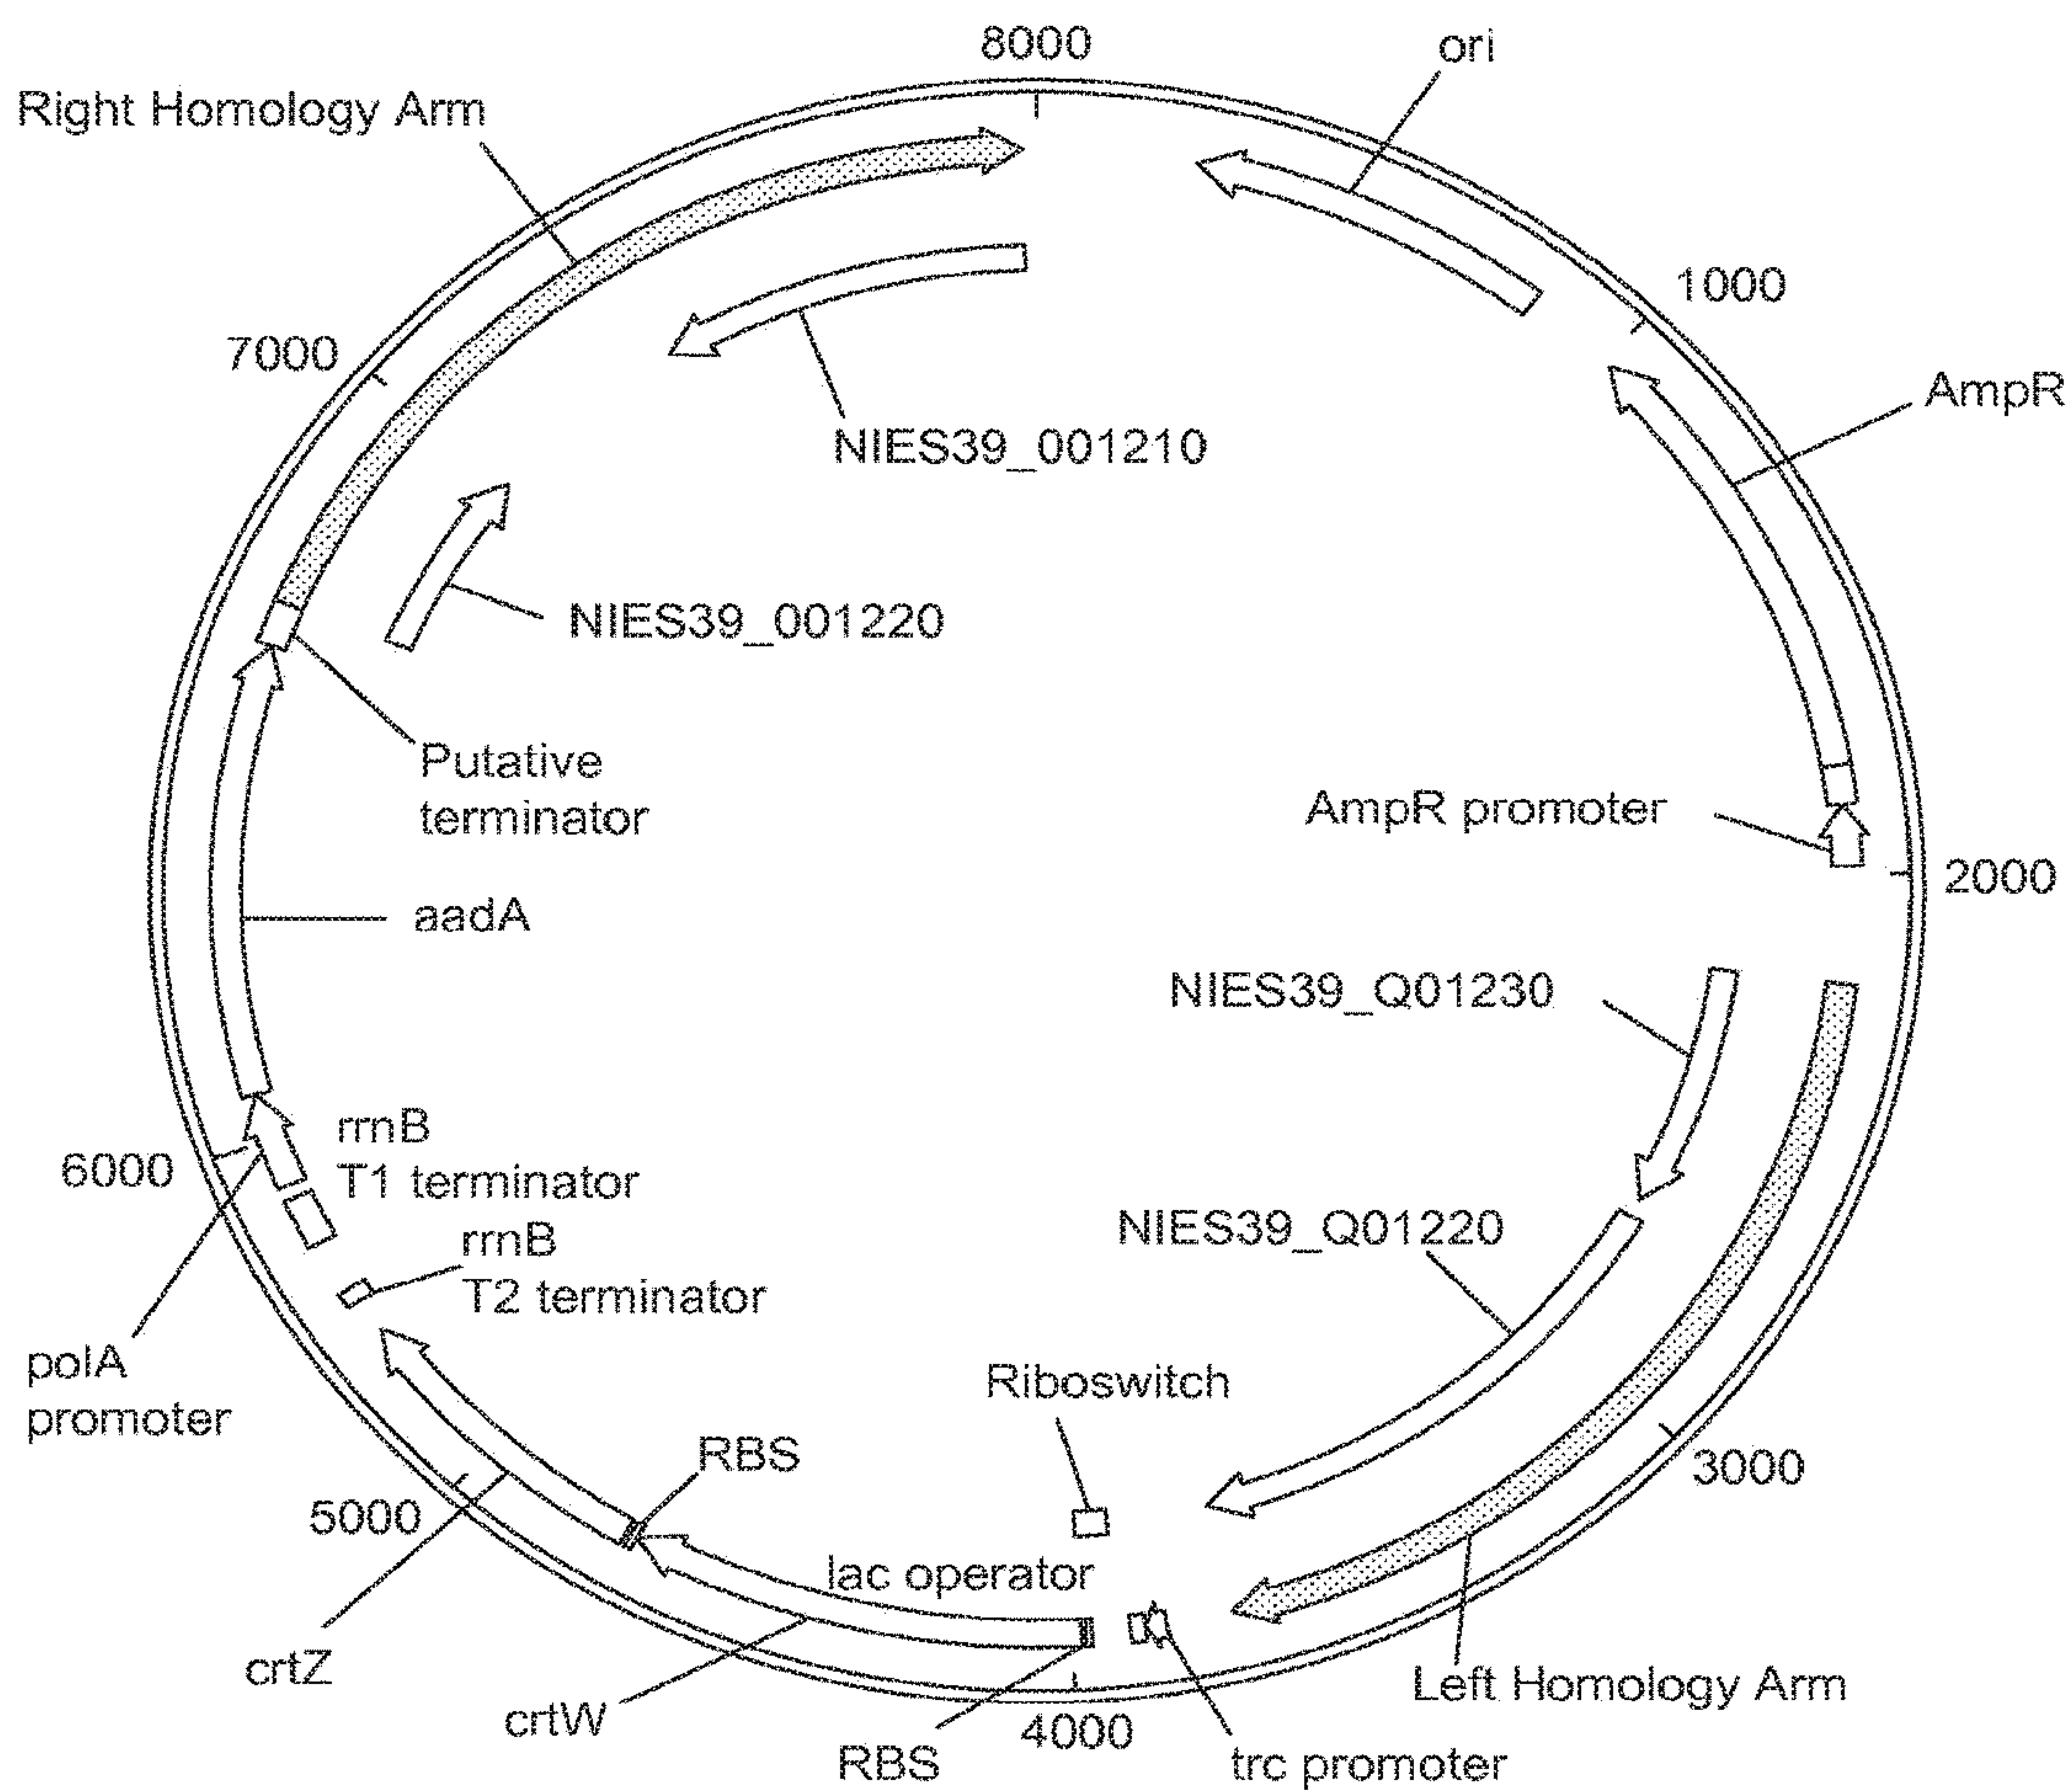 8000
ori
Right Homology Arm
1000
7000
AmpR
NIES39_001210
NIES39_001220
Putative
terminator
AmpR promoter
2000
aadA
NIES39_Q01230
rrnB
T1 terminator
6000
NIES39_Q01220
rrnB
T2 terminator
polA
promoter
Riboswitch
RBS
3000
5000
lac operator
crtZ
Left Homology Arm
crtW
4000
RBS
trc promoter